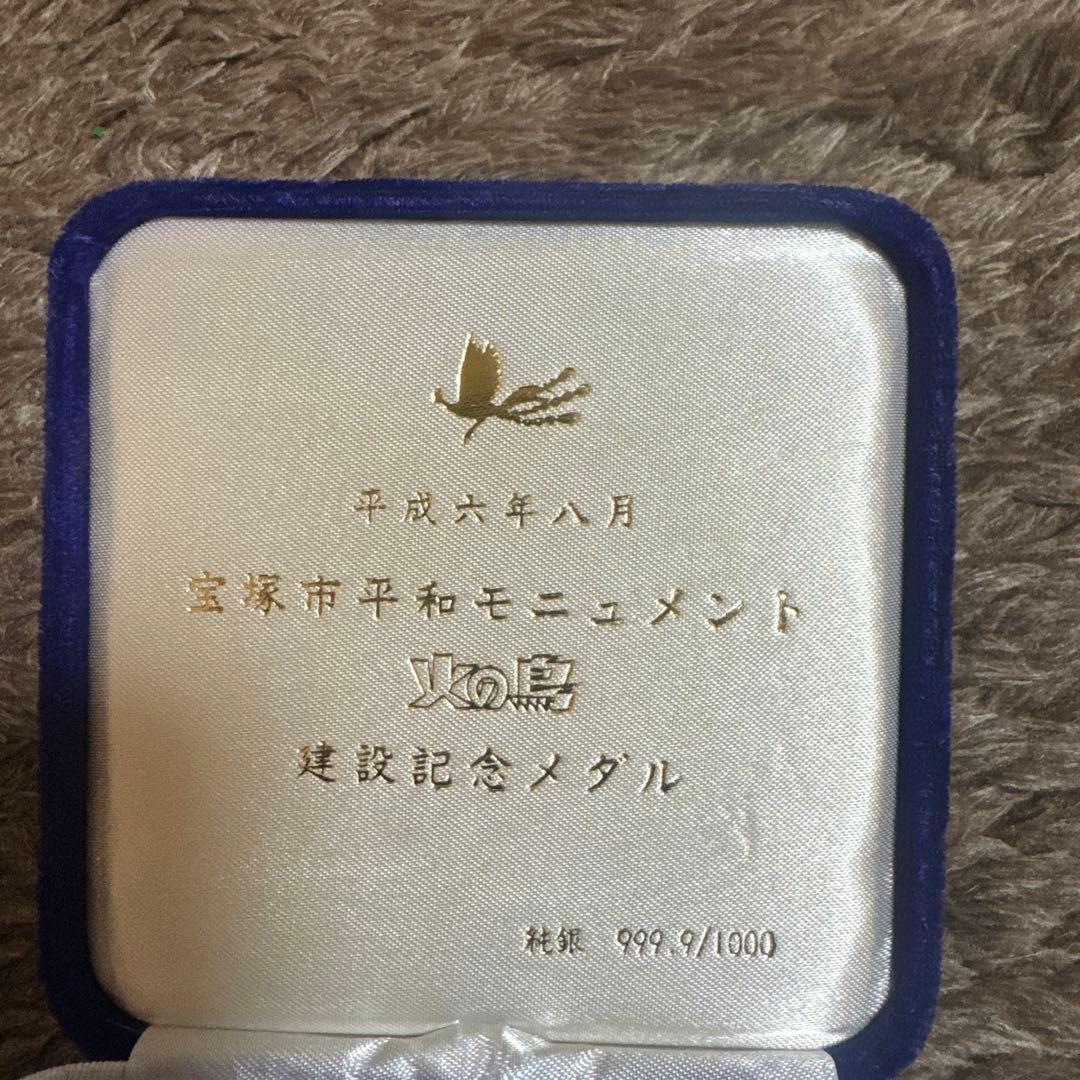 平成六年八月
宝塚市平和モニュメント
火の鳥
建設記念メダル
純銀 999.9/1000